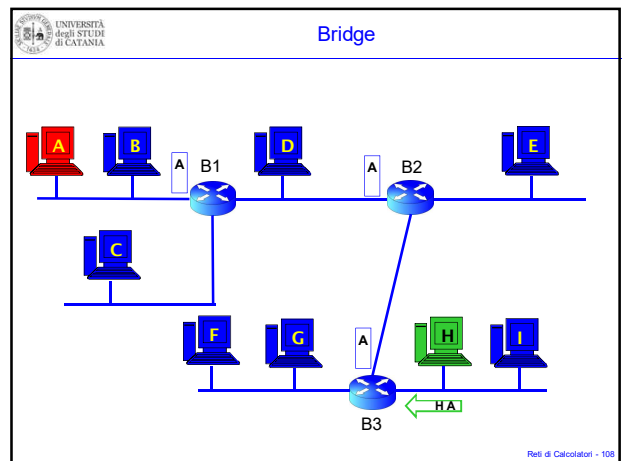 UNIVERSITÀ
degli STUDI
di CATANIA
Bridge
A
B
A
B1
D
A
B2
E
C
F
G
A
H
I
B3
H A
Reti di Calcolatori - 108